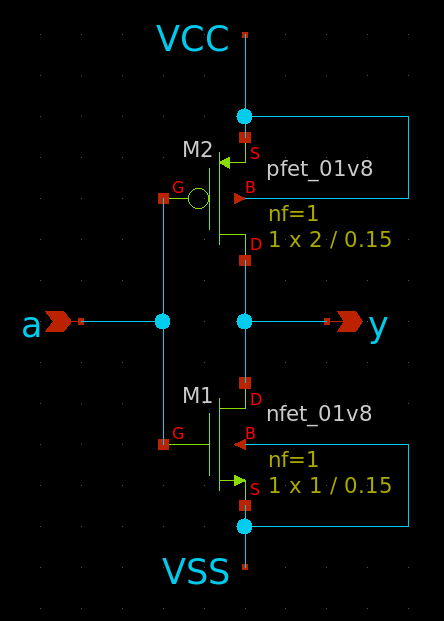 VCC
S
M2
pfet_01v8
G
B
nf=1
1 x 2 / 0.15
D
a
y
D
M1
nfet_01v8
G
B
nf=1
1 x 1 / 0.15
S
VSS